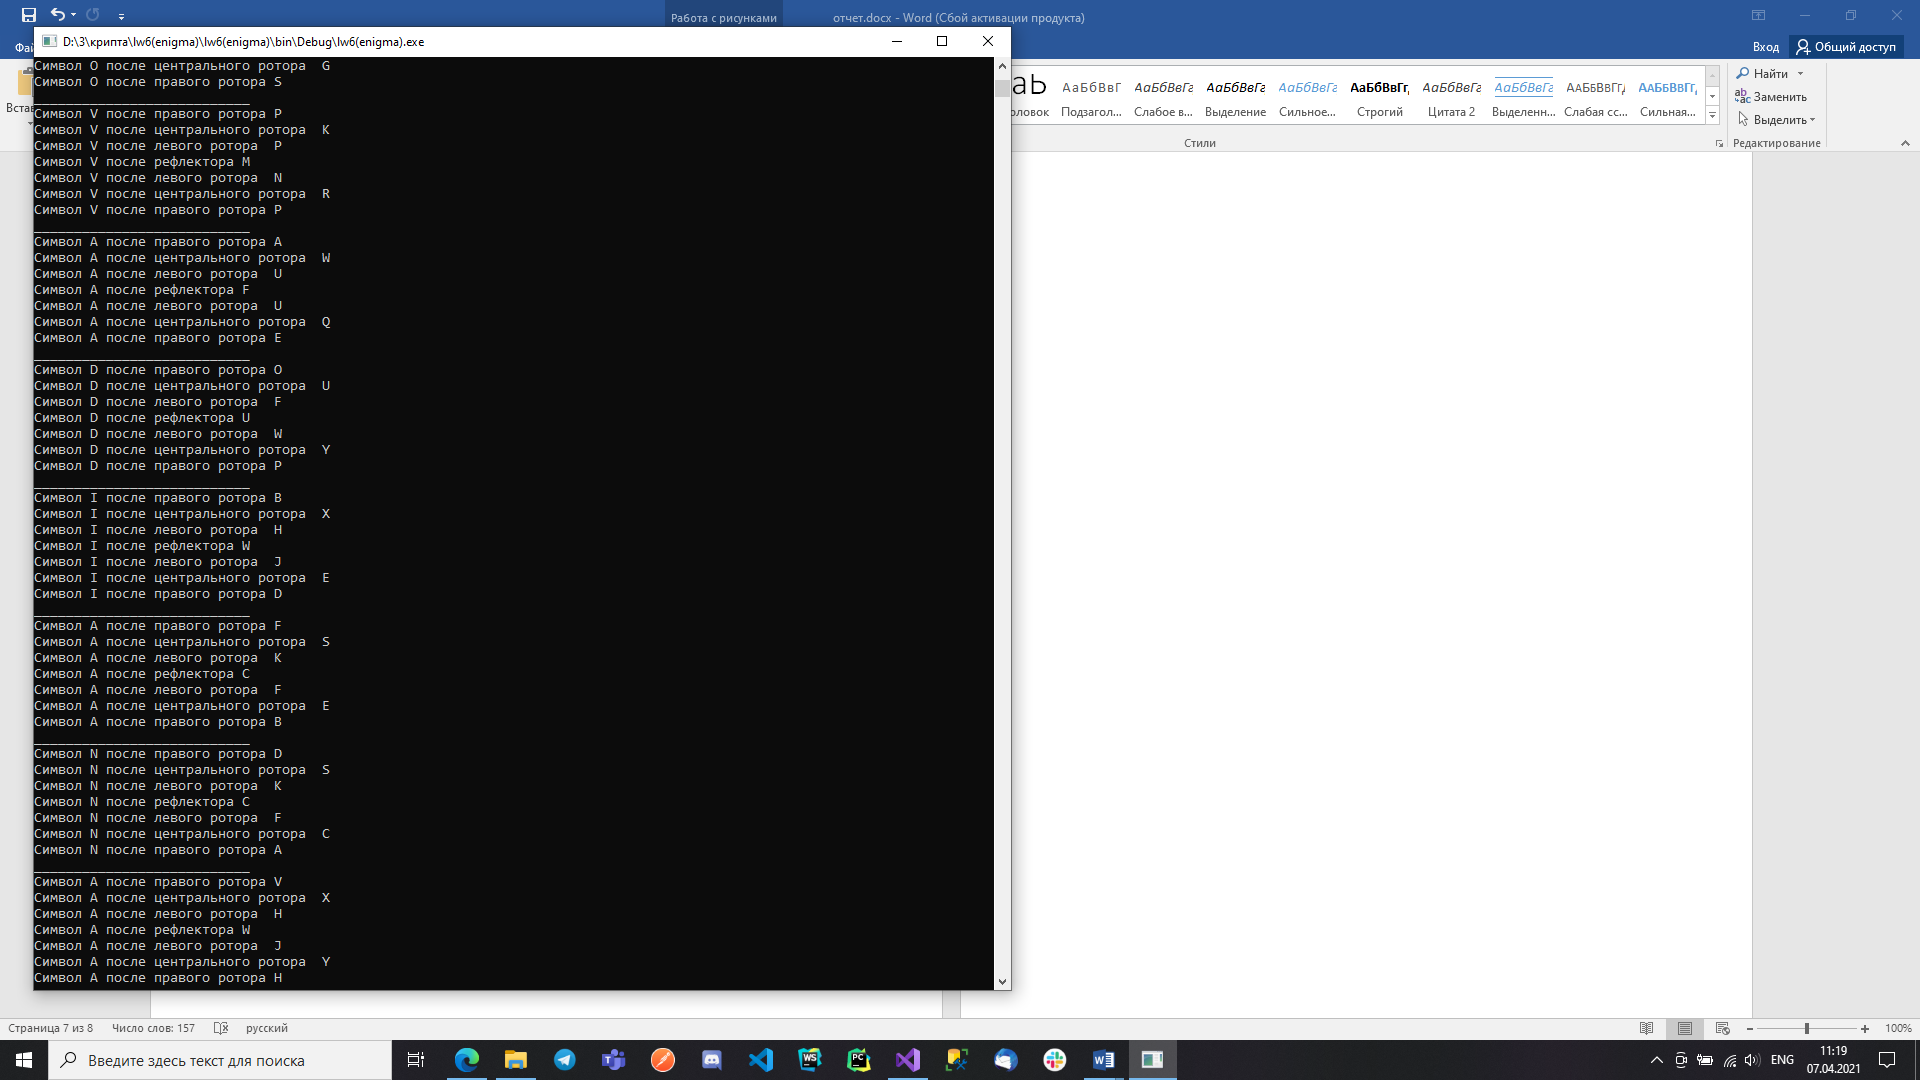 Работа с рисунками
отчет.docx - Word (Сбой активации продукта)
D:\3\крипта\lw6(enigma)\lw6(enigma)\bin\Debug\lw6(enigma).exe
Вход
Общий доступ
Найти
Заменить
Выделить
Редактирование
АаБбВвГ
АаБбВвГг
АаБбВвГг
АаБбВвГг
АаБбВвГг,
АаБбВвГг
АаБбВвГг
ААББВВГГ,
ААББВВГГ,
Подзагол...
Слабое в...
Выделение
Сильное...
Строгий
Цитата 2
Выделенн...
Слабая сс...
Сильная...
Стили
Символ O после центрального ротора G
Символ O после правого ротора S
___________________________
Символ V после правого ротора P
Символ V после центрального ротора K
Символ V после левого ротора P
Символ V после рефлектора M
Символ V после левого ротора N
Символ V после центрального ротора R
Символ V после правого ротора P
___________________________
Символ A после правого ротора A
Символ A после центрального ротора W
Символ A после левого ротора U
Символ A после рефлектора F
Символ A после левого ротора U
Символ A после центрального ротора Q
Символ A после правого ротора E
___________________________
Символ D после правого ротора O
Символ D после центрального ротора U
Символ D после левого ротора F
Символ D после рефлектора U
Символ D после левого ротора W
Символ D после центрального ротора Y
Символ D после правого ротора P
___________________________
Символ I после правого ротора B
Символ I после центрального ротора X
Символ I после левого ротора H
Символ I после рефлектора W
Символ I после левого ротора J
Символ I после центрального ротора E
Символ I после правого ротора D
___________________________
Символ A после правого ротора F
Символ A после центрального ротора S
Символ A после левого ротора K
Символ A после рефлектора C
Символ A после левого ротора F
Символ A после центрального ротора E
Символ A после правого ротора B
___________________________
Символ N после правого ротора D
Символ N после центрального ротора S
Символ N после левого ротора K
Символ N после рефлектора C
Символ N после левого ротора F
Символ N после центрального ротора C
Символ N после правого ротора A
___________________________
Символ A после правого ротора V
Символ A после центрального ротора X
Символ A после левого ротора H
Символ A после рефлектора W
Символ A после левого ротора J
Символ A после центрального ротора Y
Символ A после правого ротора H
Страница 7 из 8
Число слов: 157
русский
100%
Введите здесь текст для поиска
ENG
11:19
07.04.2021